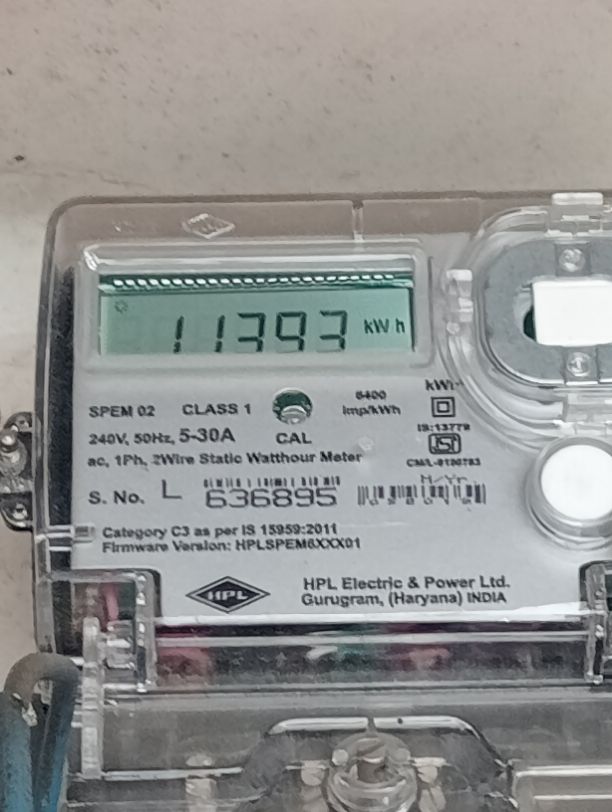 11393 kWh
kWh
SPEM 02 CLASS 1 6400
imp/kWh
IS:13779
240V, 50Hz, 5-30A CAL
ac, 1Ph, 2Wire Static Watthour Meter
M/Yr.
S. No. L 636895
Category C3 as per IS 15959:2011
Firmware Version: HPLSPEM6XXX01
HPL
HPL Electric & Power Ltd.
Gurugram, (Haryana) INDIA